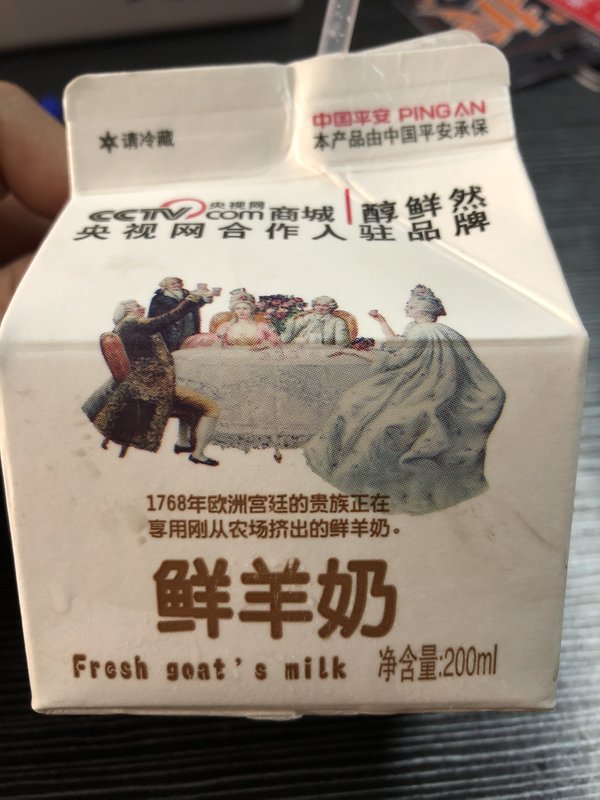 ✲请冷藏
中国平安 PINGAN
本产品由中国平安承保
CCTV.com 央视网 商城 | 醇鲜然
央视网合作入驻品牌
1768年欧洲宫廷的贵族正在
享用刚从农场挤出的鲜羊奶。
鲜羊奶
Fresh goat's milk 净含量:200ml